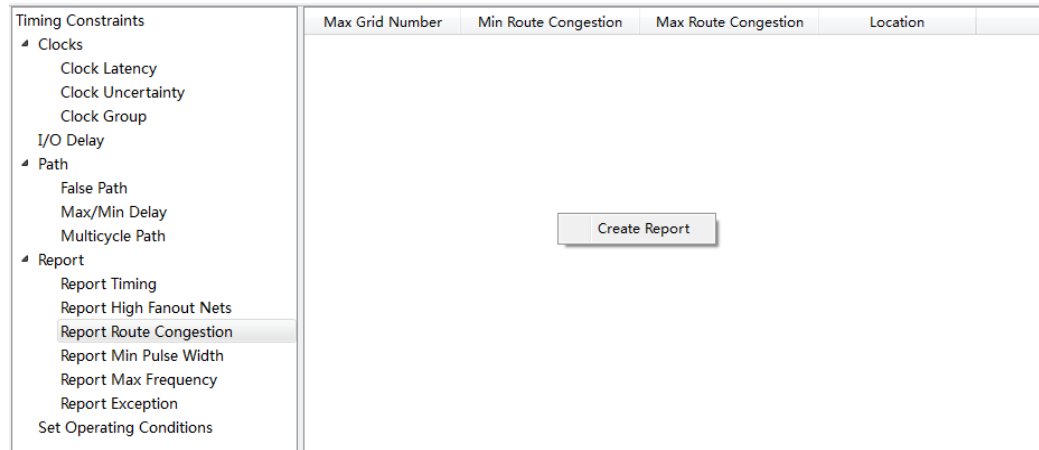 Timing Constraints
Clocks
Clock Latency
Clock Uncertainty
Clock Group
I/O Delay
Path
False Path
Max/Min Delay
Multicycle Path
Report
Report Timing
Report High Fanout Nets
Report Route Congestion
Report Min Pulse Width
Report Max Frequency
Report Exception
Set Operating Conditions
Max Grid Number Min Route Congestion Max Route Congestion Location
Create Report